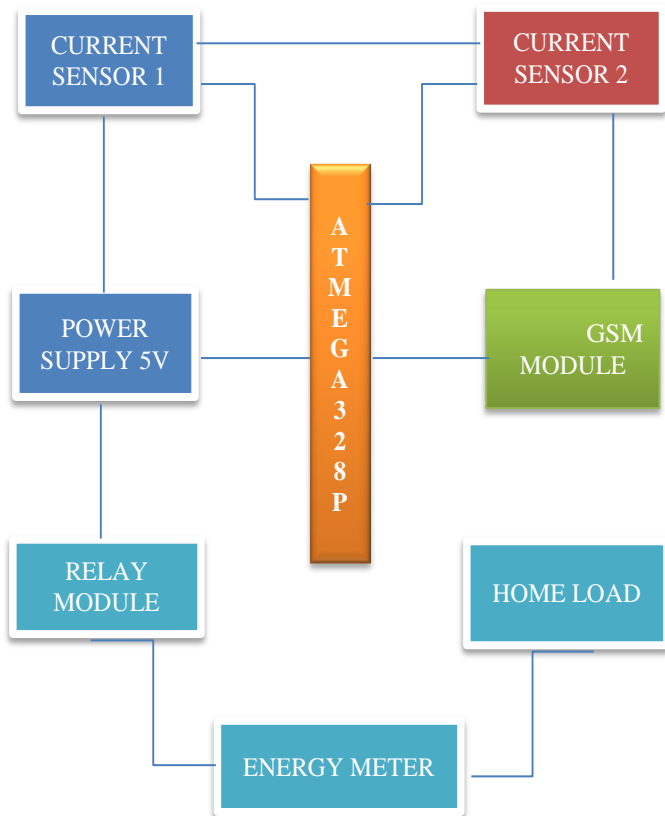 CURRENT
SENSOR 1
CURRENT
SENSOR 2
A
T
M
E
G
A
3
2
8
P
POWER
SUPPLY 5V
GSM
MODULE
RELAY
MODULE
HOME LOAD
ENERGY METER